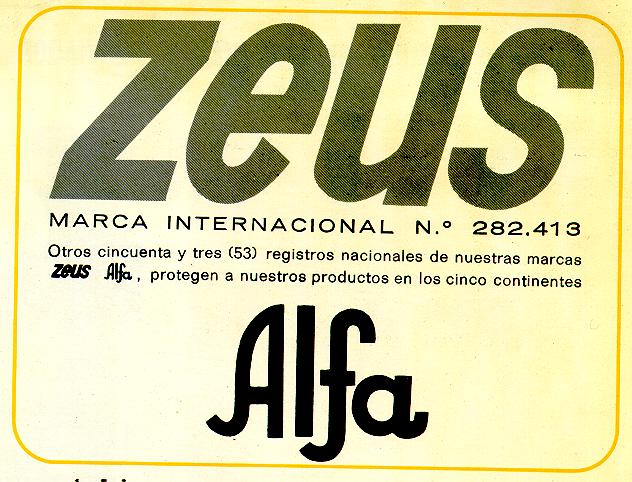 zeus
MARCA INTERNACIONAL N.º 282.413
Otros cincuenta y tres (53) registros nacionales de nuestras marcas
zeus Alfa, protegen a nuestros productos en los cinco continentes
Alfa